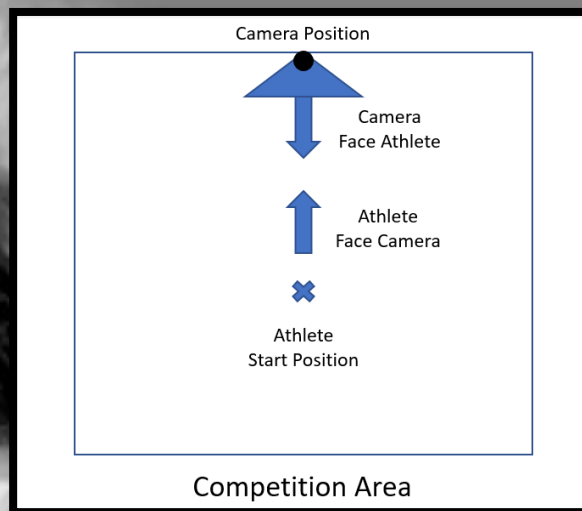 Camera Position
Camera
Face Athlete
Athlete
Face Camera
Athlete
Start Position
Competition Area